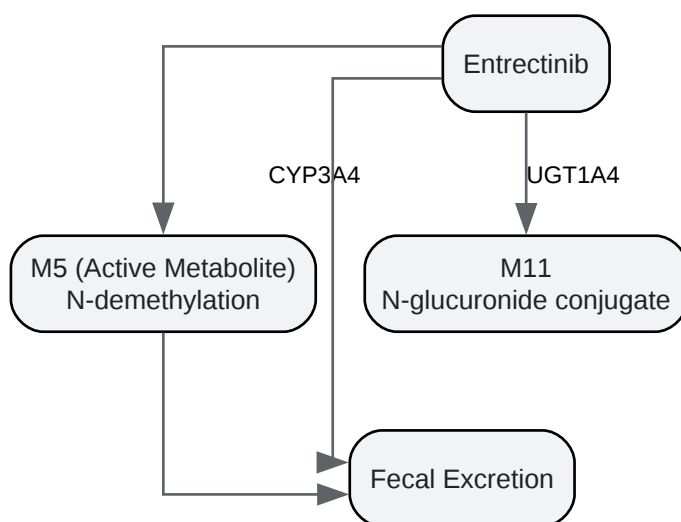 Entrectinib
CYP3A4
UGT1A4
M5 (Active Metabolite)
N-demethylation
M11
N-glucuronide conjugate
Fecal Excretion